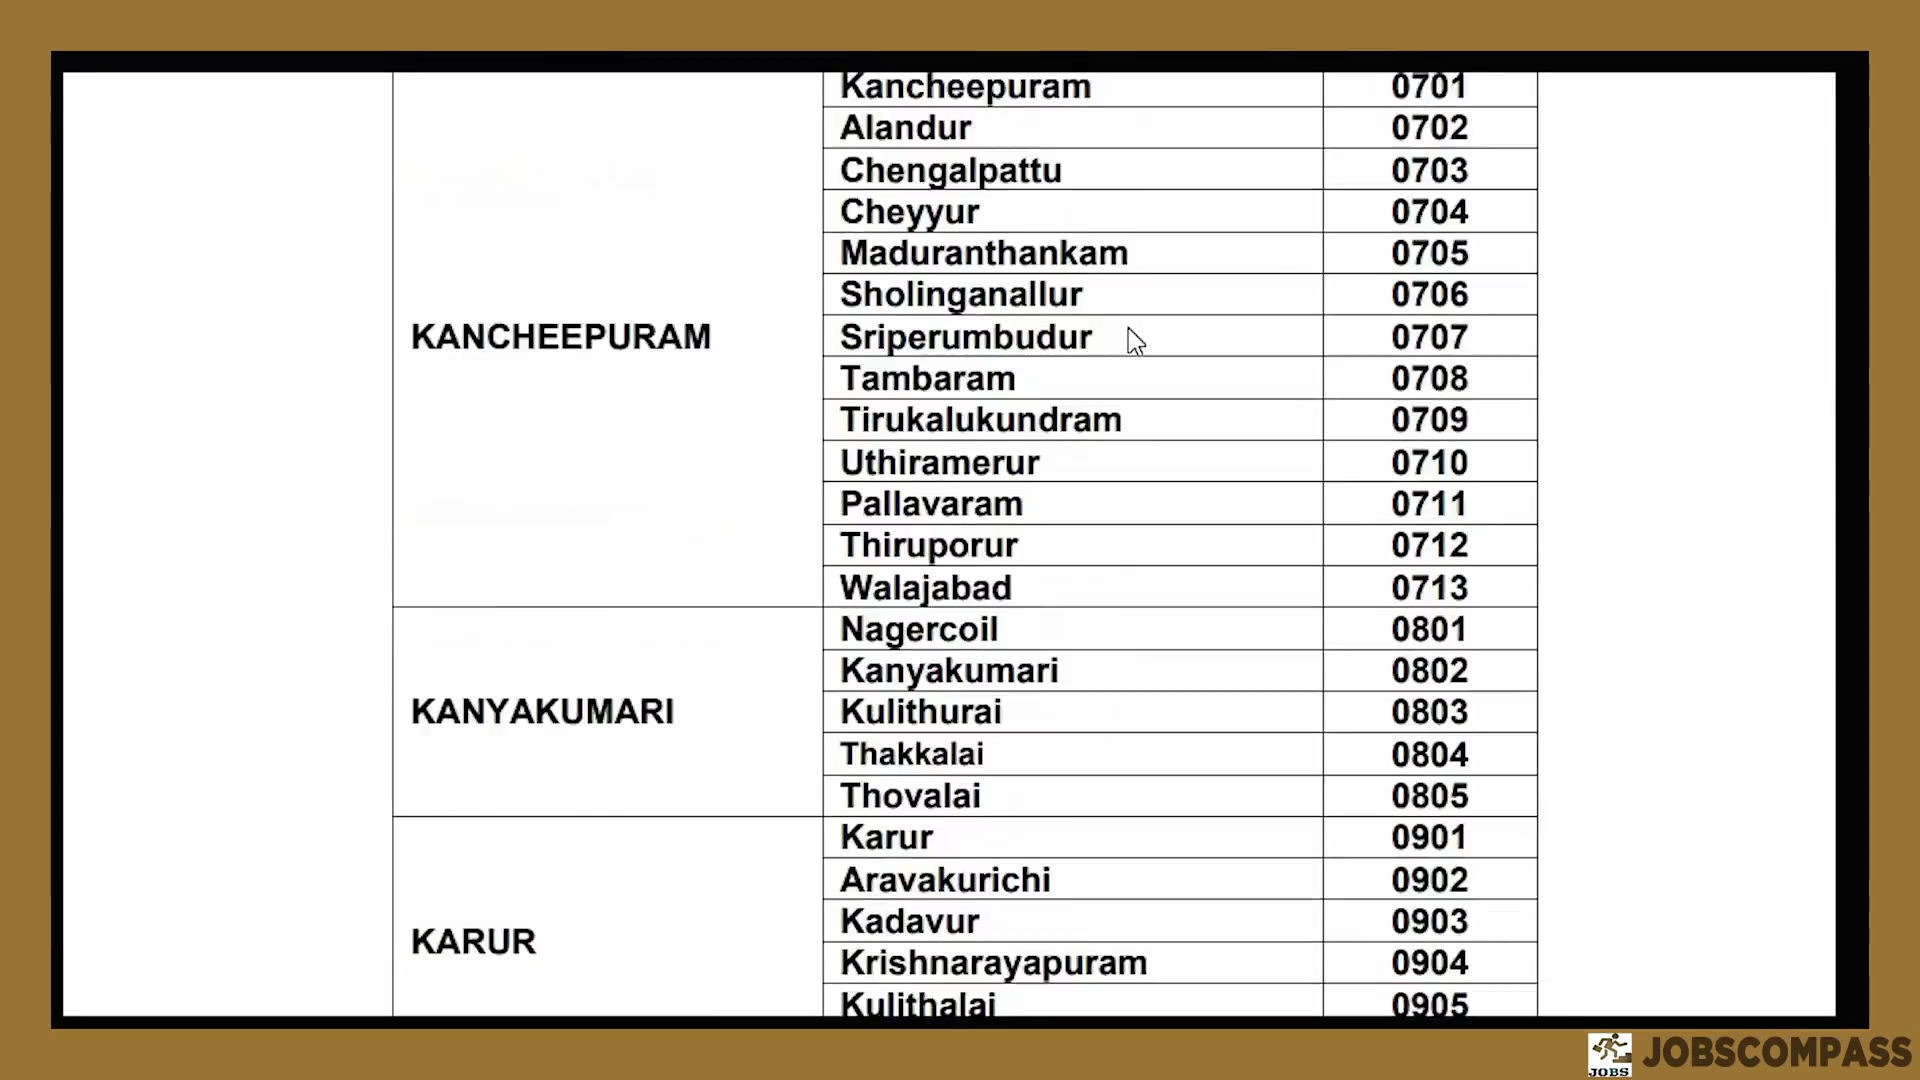 Kancheepuram 0701
Alandur 0702
Chengalpattu 0703
Cheyyur 0704
Maduranthankam 0705
Sholinganallur 0706
KANCHEEPURAM Sriperumbudur 0707
Tambaram 0708
Tirukalukundram 0709
Uthiramerur 0710
Pallavaram 0711
Thiruporur 0712
Walajabad 0713
Nagercoil 0801
Kanyakumari 0802
KANYAKUMARI Kulithurai 0803
Thakkalai 0804
Thovalai 0805
Karur 0901
Aravakurichi 0902
Kadavur 0903
KARUR
Krishnarayapuram 0904
Kulithalai 0905
JOBS JOBSCOMPASS